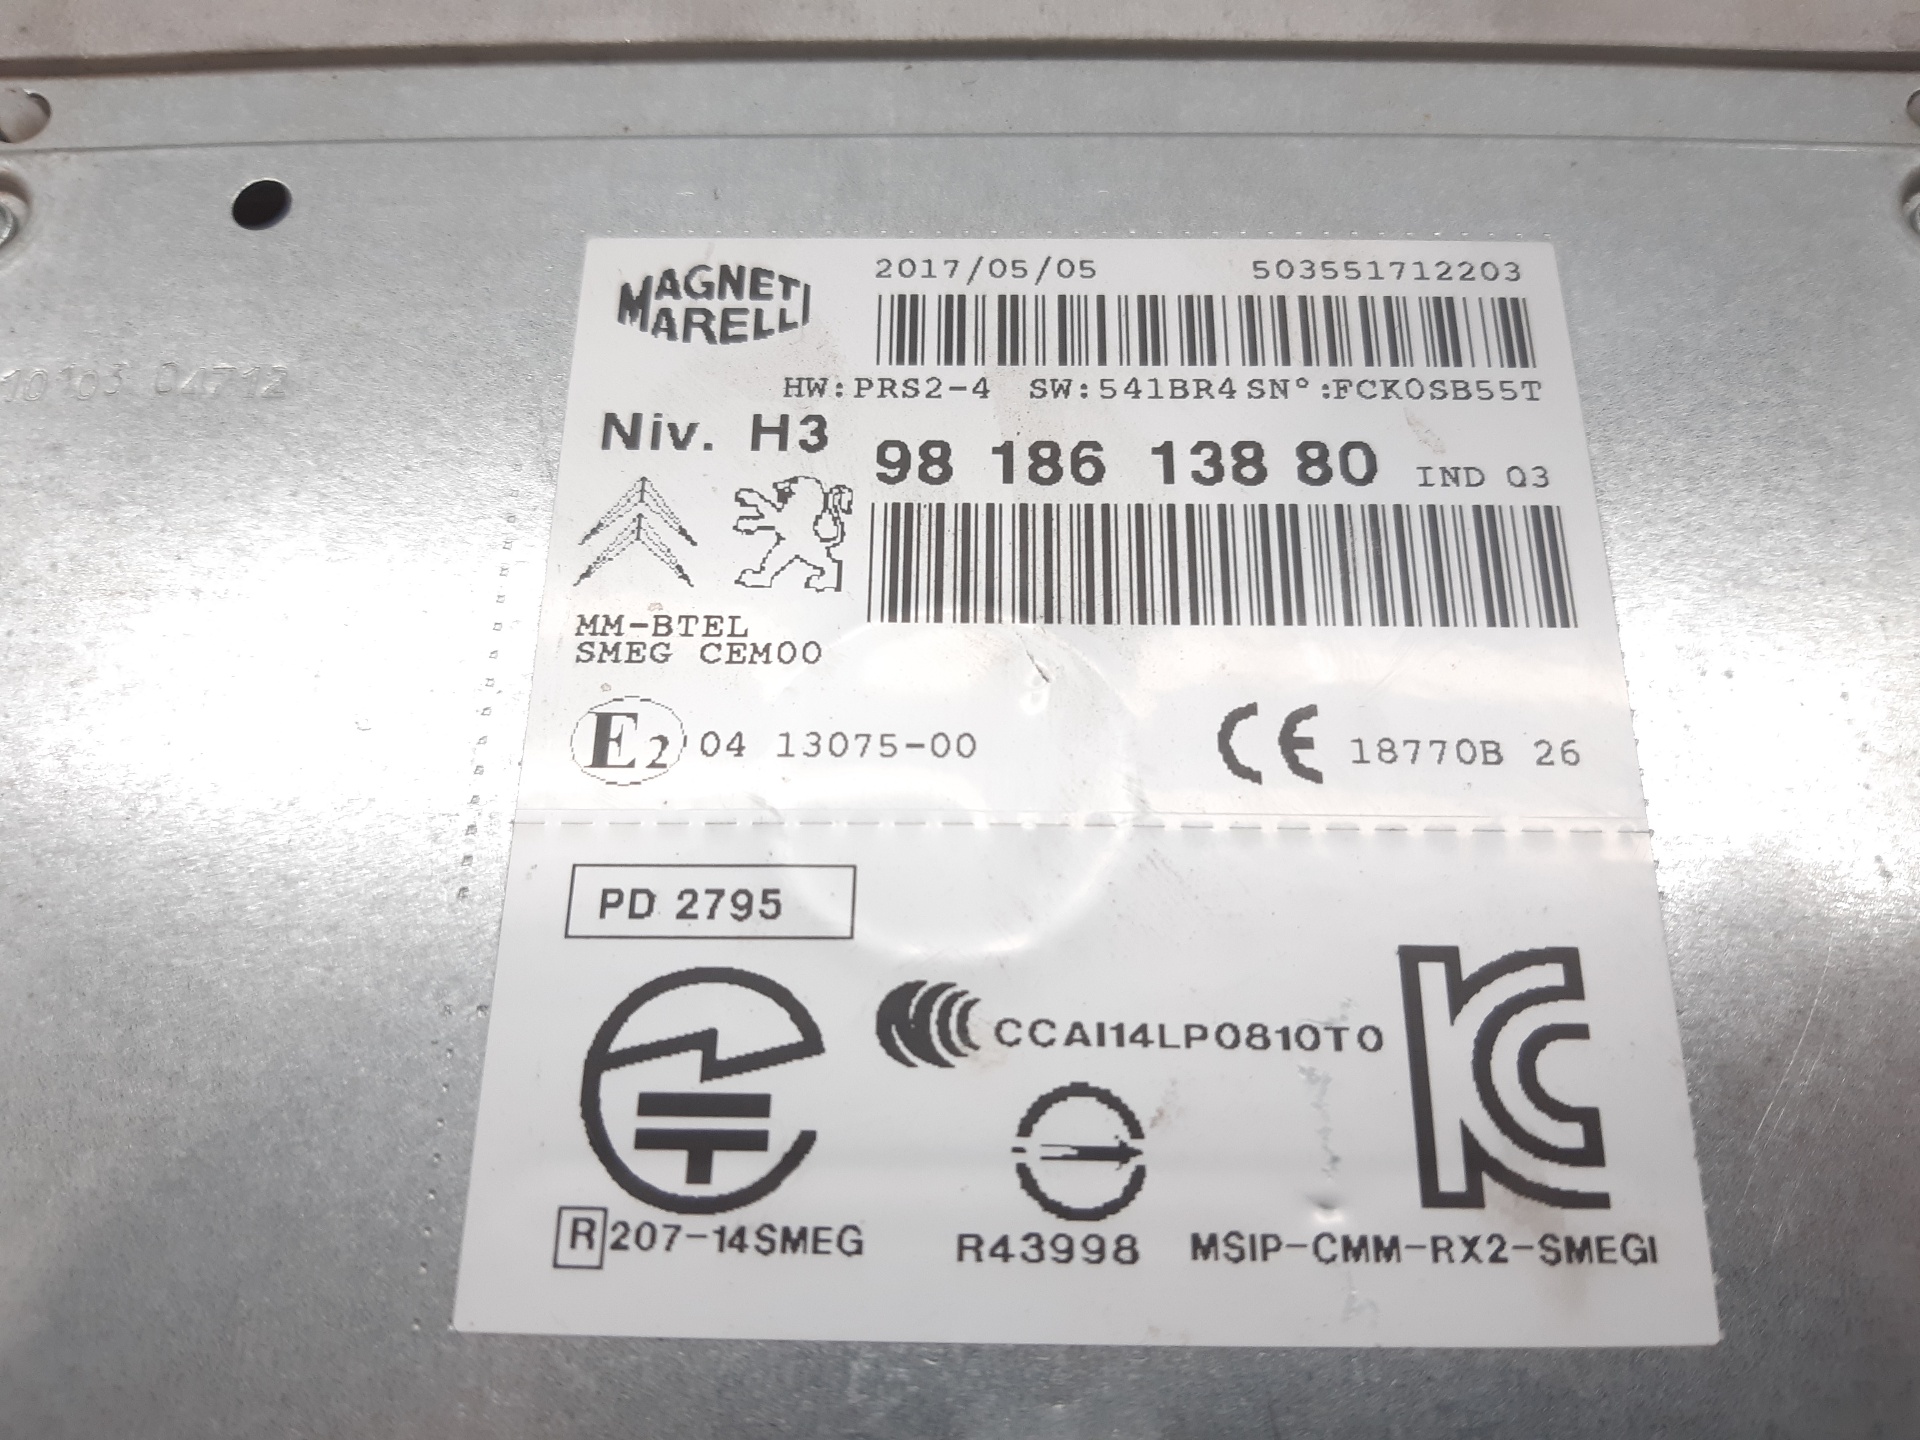 MAGNETI
MARELLI
2017/05/05 503551712203
HW:PRS2-4 SW:541BR4 SN°:FCK0SB55T
Niv. H3
98 186 138 80 IND 03
MM-BTEL
SMEG CEM00
E2 04 13075-00
CE 18770B 26
PD 2795
CCAI14LP0810T0
R 207-14SMEG
R43998
MSIP-CMM-RX2-SMEGI
10103 04712